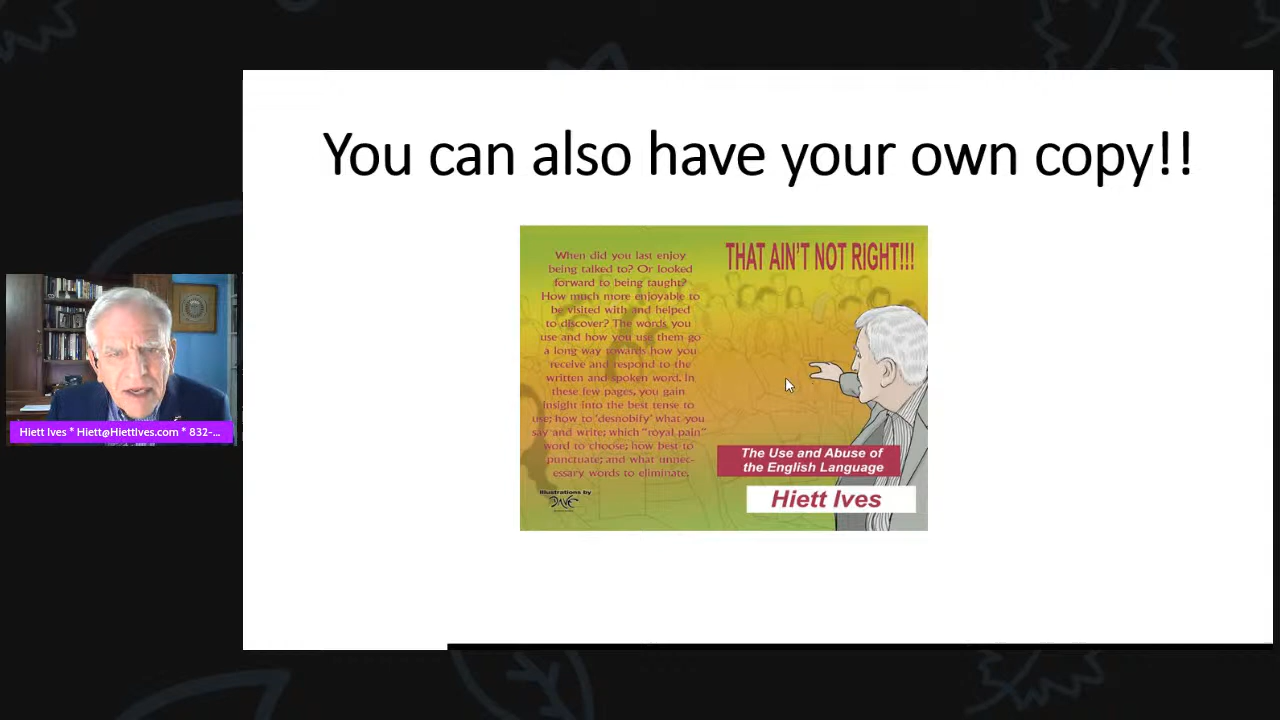 You can also have your own copy!!
When did you last enjoy
being talked to? Or looked
forward to being taught?
How much more enjoyable to
be visited with and helped
to discover? The words you
use and how you use them go
a long way towards how you
receive and respond to the
written and spoken word. In
these few pages, you gain
insight into the best tense to
use; how to 'desnobify' what you
say and write; which "royal pain"
word to choose; how best to
punctuate; and what unnec-
essary words to eliminate.
Illustrations by
DAVE
THAT AIN'T NOT RIGHT!!!
The Use and Abuse of
the English Language
Hiett Ives
Hiett Ives * Hiett@HiettIves.com * 832-...